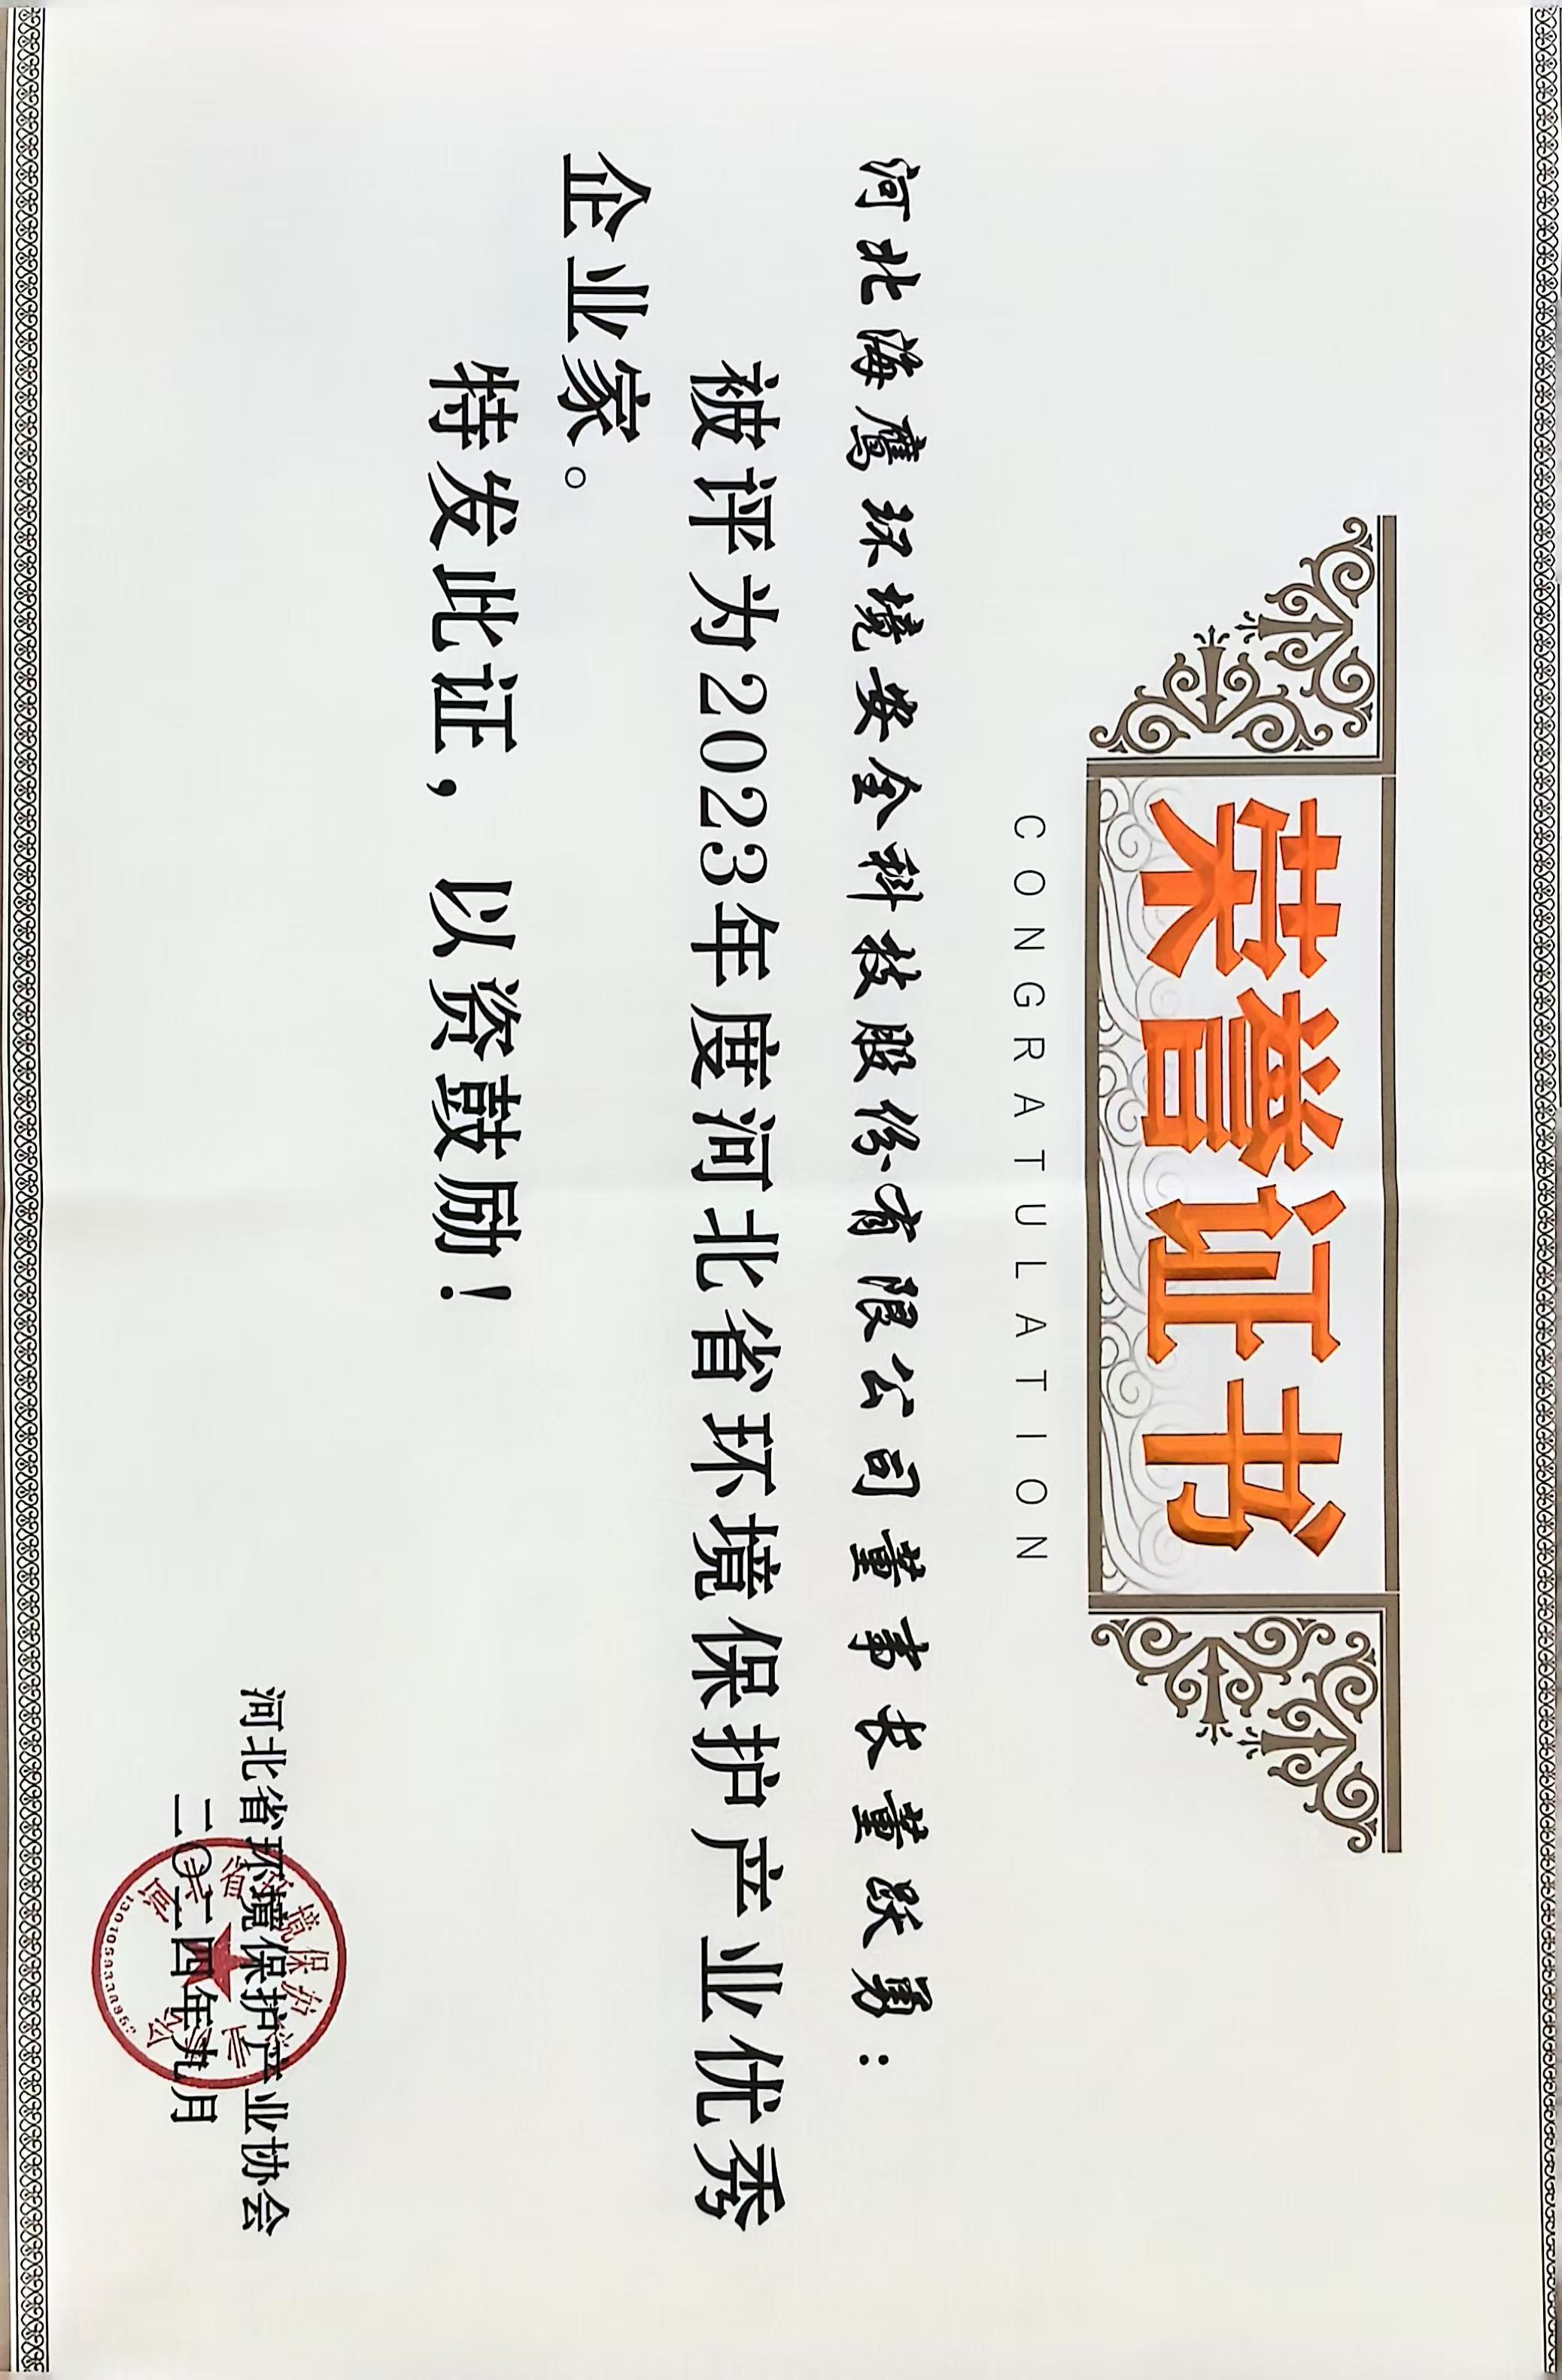 荣誉证书
CONGRATULATION
河北海鹰环境安全科技股份有限公司董事长董跃勇：
被评为2023年度河北省环境保护产业优秀
企业家。
特发此证，以资鼓励！
河北省环境保护产业协会
二〇二四年九月